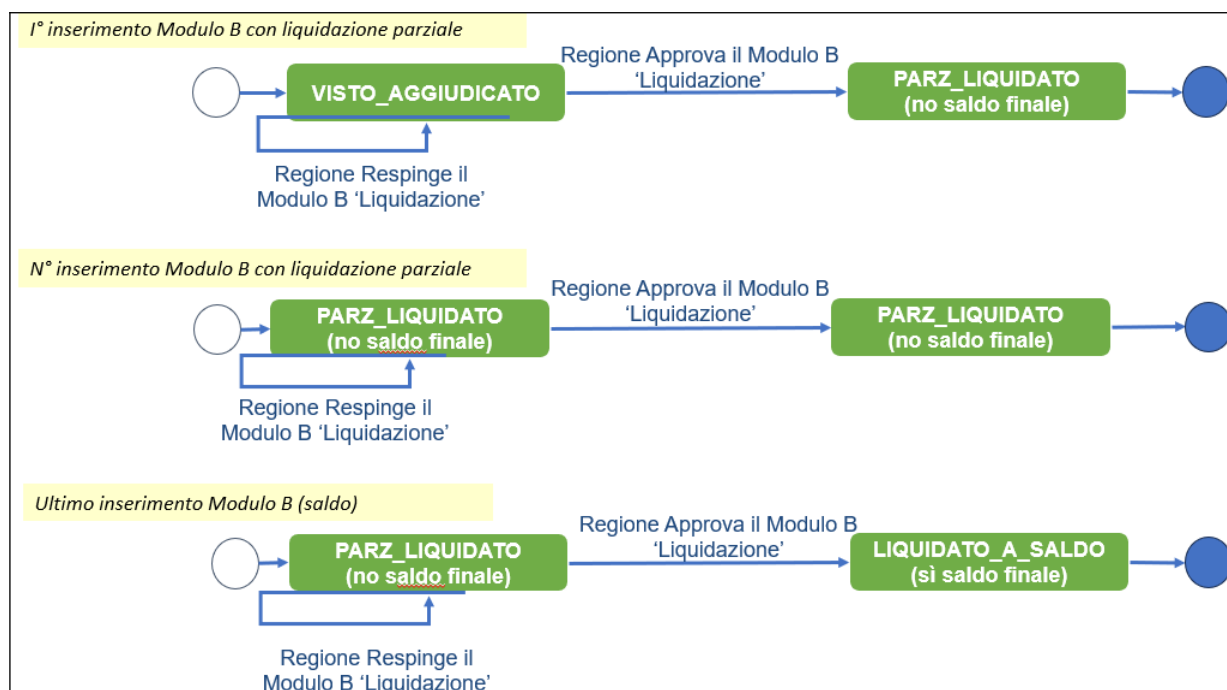 I° inserimento Modulo B con liquidazione parziale
Regione Approva il Modulo B
'Liquidazione'
VISTO_AGGIUDICATO
PARZ_LIQUIDATO
(no saldo finale)
Regione Respinge il
Modulo B 'Liquidazione'
N° inserimento Modulo B con liquidazione parziale
Regione Approva il Modulo B
'Liquidazione'
PARZ_LIQUIDATO
(no saldo finale)
PARZ_LIQUIDATO
(no saldo finale)
Regione Respinge il
Modulo B 'Liquidazione'
Ultimo inserimento Modulo B (saldo)
Regione Approva il Modulo B
'Liquidazione'
PARZ_LIQUIDATO
(no saldo finale)
LIQUIDATO_A_SALDO
(sì saldo finale)
Regione Respinge il
Modulo B 'Liquidazione'